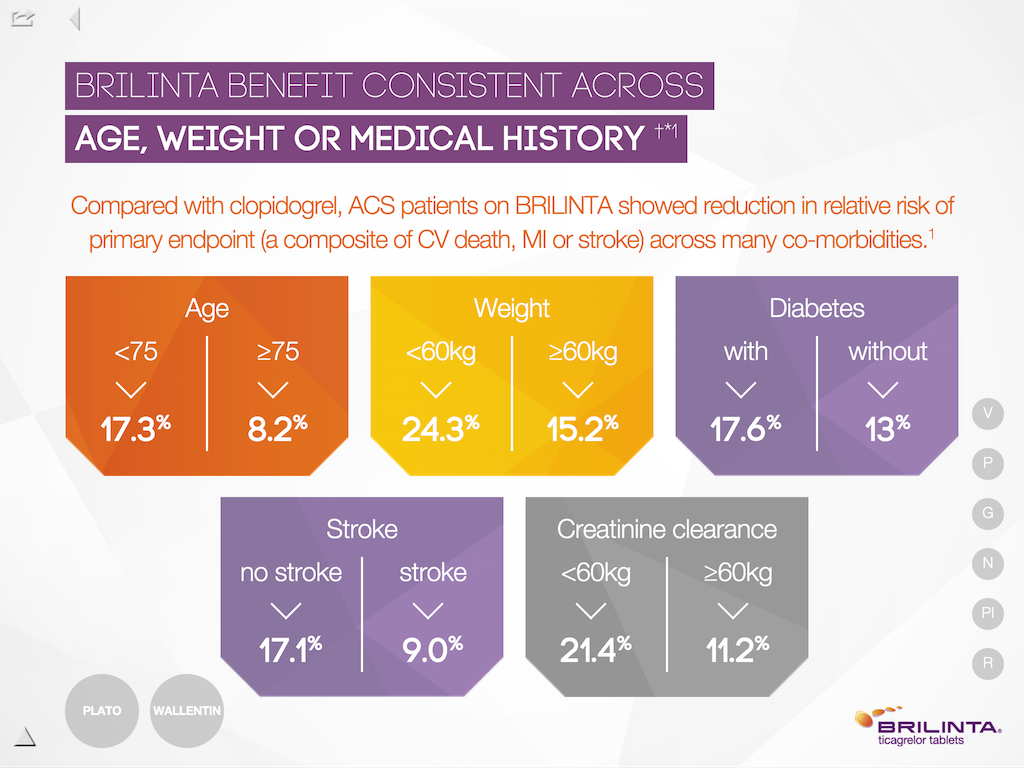 BRILINTA BENEFIT CONSISTENT ACROSS
AGE, WEIGHT OR MEDICAL HISTORY †*1
Compared with clopidogrel, ACS patients on BRILINTA showed reduction in relative risk of
primary endpoint (a composite of CV death, MI or stroke) across many co-morbidities.1
Age
<75 ≥75
17.3% 8.2%
Weight
<60kg ≥60kg
24.3% 15.2%
Diabetes
with without
17.6% 13%
Stroke
no stroke stroke
17.1% 9.0%
Creatinine clearance
<60kg ≥60kg
21.4% 11.2%
V
P
G
N
PI
R
PLATO
WALLENTIN
BRILINTA®
ticagrelor tablets